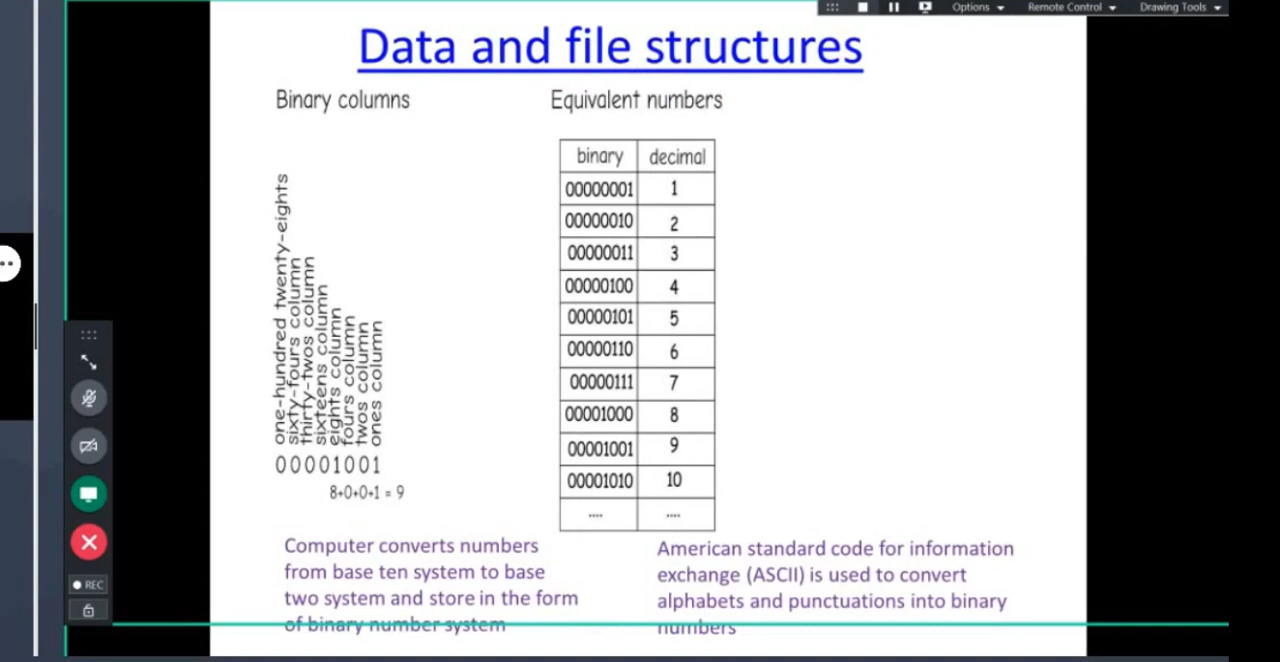 Options
Remote Control
Drawing Tools
Data and file structures
Binary columns
Equivalent numbers
one-hundred twenty-eights
sixty-fours column
thirty-twos column
sixteens column
eights column
fours column
twos column
ones column
00001001
8+0+0+1 = 9
binary decimal
00000001 1
00000010 2
00000011 3
00000100 4
00000101 5
00000110 6
00000111 7
00001000 8
00001001 9
00001010 10
.... ....
Computer converts numbers
from base ten system to base
two system and store in the form
of binary number system
American standard code for information
exchange (ASCII) is used to convert
alphabets and punctuations into binary
numbers
REC